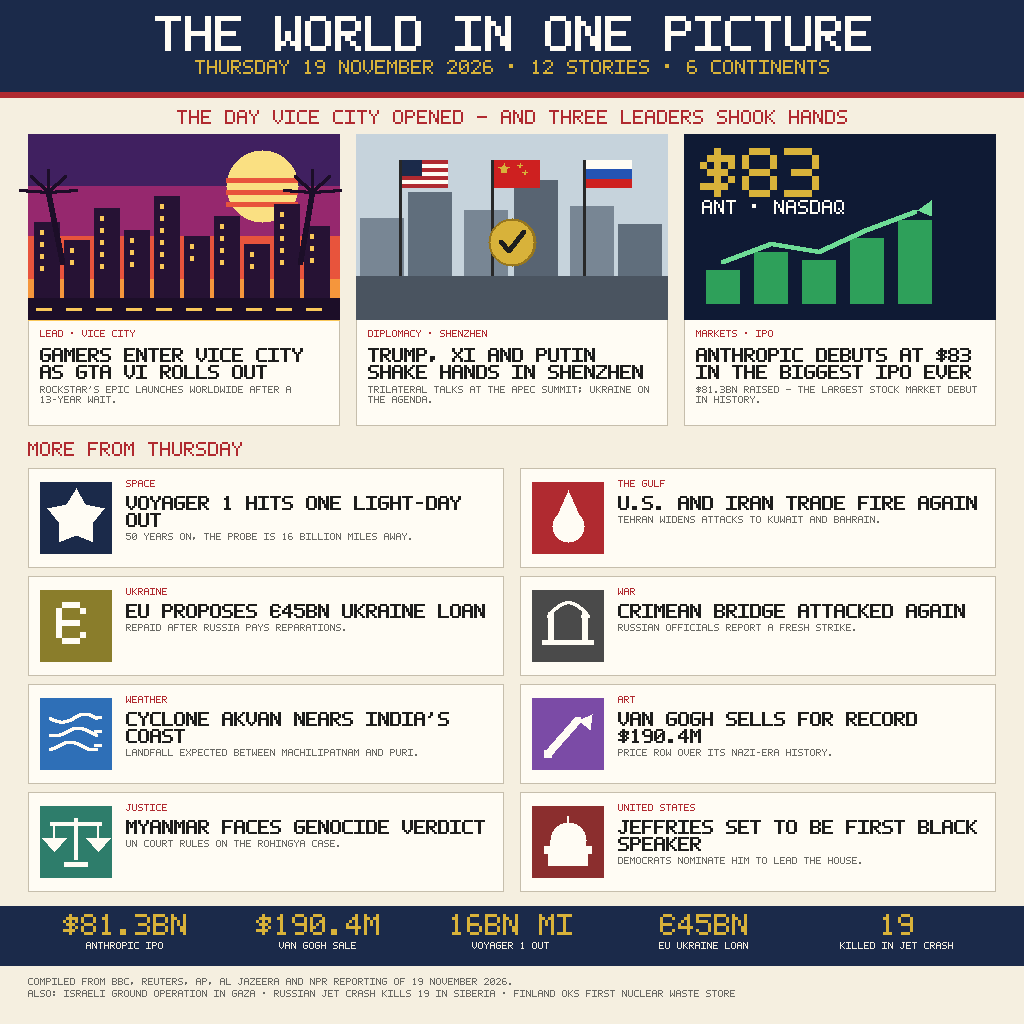 THE WORLD IN ONE PICTURE
THURSDAY 19 NOVEMBER 2026 · 12 STORIES · 6 CONTINENTS
THE DAY VICE CITY OPENED – AND THREE LEADERS SHOOK HANDS
$83
ANT · NASDAQ
LEAD · VICE CITY
GAMERS ENTER VICE CITY
AS GTA VI ROLLS OUT
ROCKSTAR'S EPIC LAUNCHES WORLDWIDE AFTER A
13-YEAR WAIT.
DIPLOMACY · SHENZHEN
TRUMP, XI AND PUTIN
SHAKE HANDS IN SHENZHEN
TRILATERAL TALKS AT THE APEC SUMMIT; UKRAINE ON
THE AGENDA.
MARKETS · IPO
ANTHROPIC DEBUTS AT $83
IN THE BIGGEST IPO EVER
$81.3BN RAISED – THE LARGEST STOCK MARKET DEBUT
IN HISTORY.
MORE FROM THURSDAY
SPACE
VOYAGER 1 HITS ONE LIGHT-DAY
OUT
50 YEARS ON, THE PROBE IS 16 BILLION MILES AWAY.
THE GULF
U.S. AND IRAN TRADE FIRE AGAIN
TEHRAN WIDENS ATTACKS TO KUWAIT AND BAHRAIN.
€
UKRAINE
EU PROPOSES €45BN UKRAINE LOAN
REPAID AFTER RUSSIA PAYS REPARATIONS.
WAR
CRIMEAN BRIDGE ATTACKED AGAIN
RUSSIAN OFFICIALS REPORT A FRESH STRIKE.
WEATHER
CYCLONE AKVAN NEARS INDIA'S
COAST
LANDFALL EXPECTED BETWEEN MACHILIPATNAM AND PURI.
ART
VAN GOGH SELLS FOR RECORD
$190.4M
PRICE ROW OVER ITS NAZI-ERA HISTORY.
JUSTICE
MYANMAR FACES GENOCIDE VERDICT
UN COURT RULES ON THE ROHINGYA CASE.
UNITED STATES
JEFFRIES SET TO BE FIRST BLACK
SPEAKER
DEMOCRATS NOMINATE HIM TO LEAD THE HOUSE.
$81.3BN
ANTHROPIC IPO
$190.4M
VAN GOGH SALE
16BN MI
VOYAGER 1 OUT
€45BN
EU UKRAINE LOAN
19
KILLED IN JET CRASH
COMPILED FROM BBC, REUTERS, AP, AL JAZEERA AND NPR REPORTING OF 19 NOVEMBER 2026.
ALSO: ISRAELI GROUND OPERATION IN GAZA · RUSSIAN JET CRASH KILLS 19 IN SIBERIA · FINLAND OKS FIRST NUCLEAR WASTE STORE